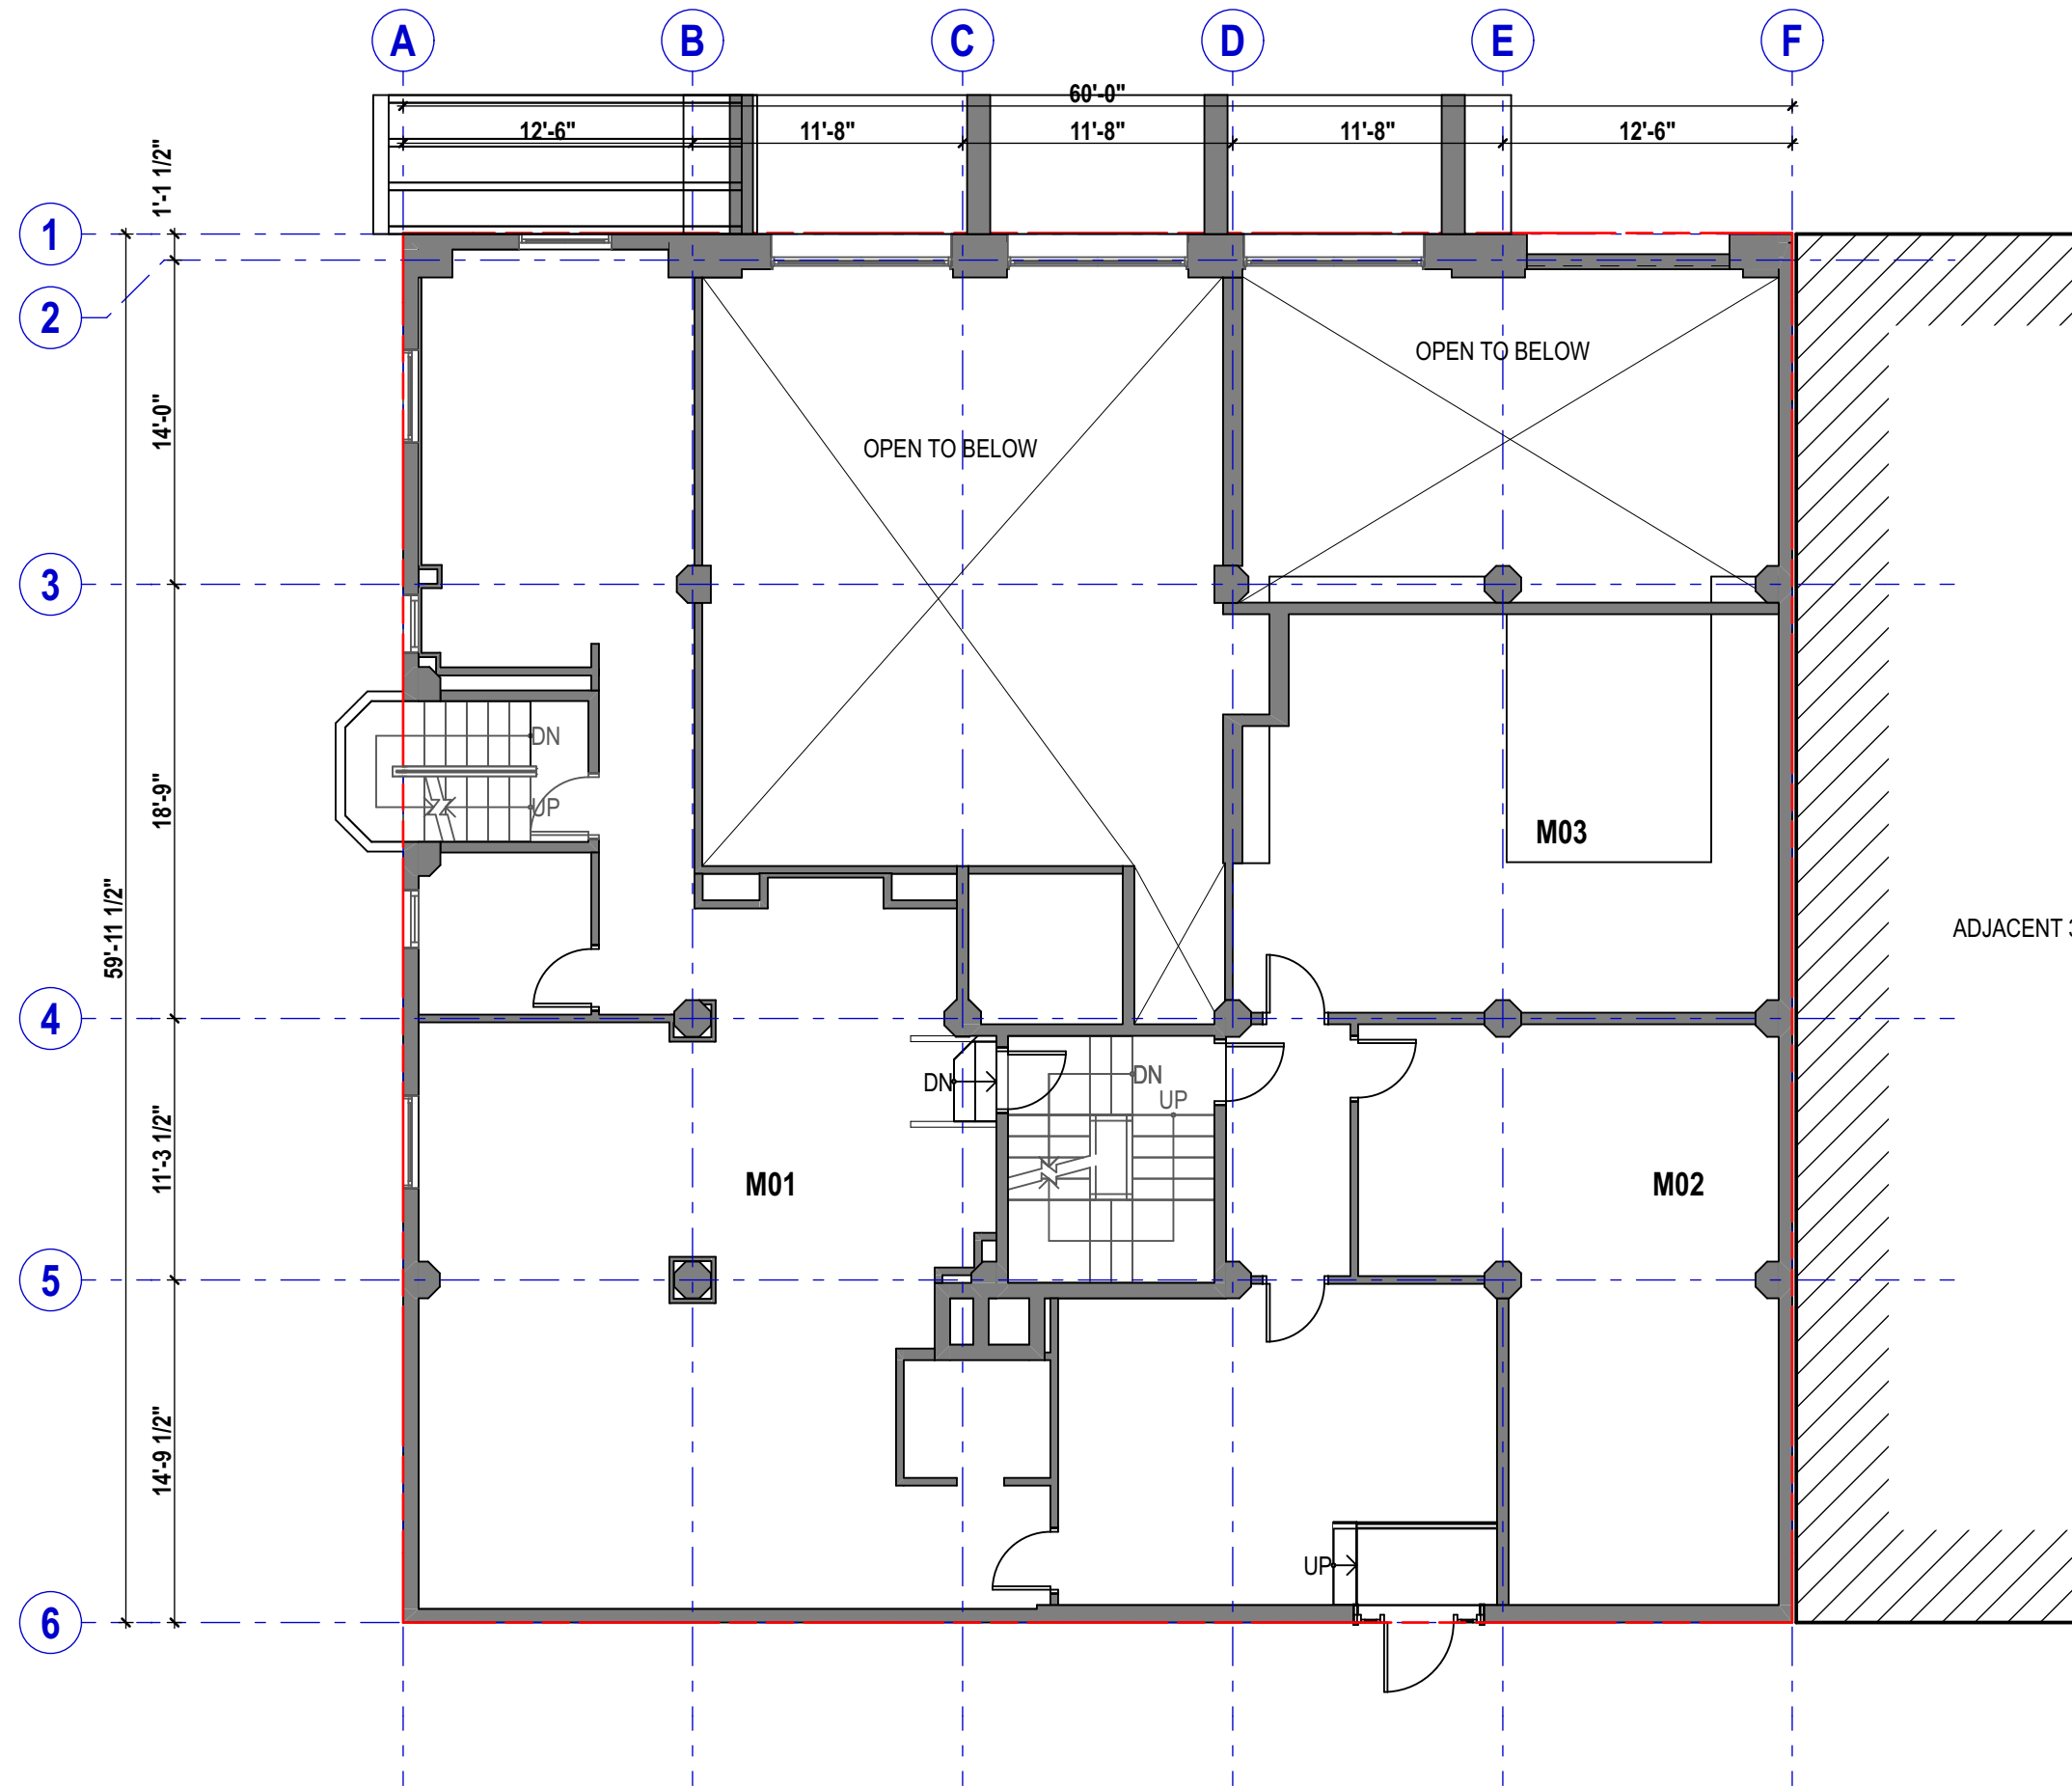 A
B
C
D
E
F
60'-0"
12'-6"
11'-8"
11'-8"
11'-8"
12'-6"
1'-1 1/2"
1
2
OPEN TO BELOW
14'-0"
OPEN TO BELOW
3
DN
18'-9"
UP
M03
59'-11 1/2"
ADJACENT 3
4
DN
DN
UP
11'-3 1/2"
M01
M02
5
14'-9 1/2"
UP
6